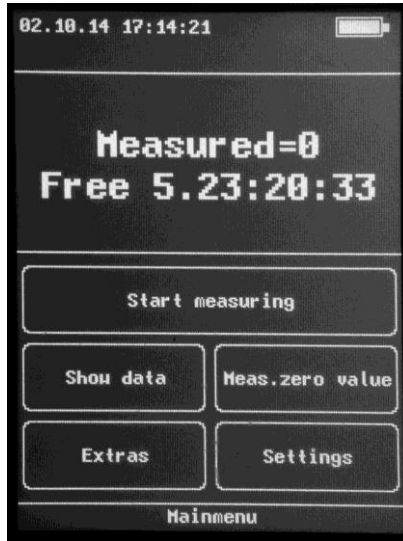 02.10.14 17:14:21
Measured=0
Free 5.23:20:33
Start measuring
Show data
Meas.zero value
Extras
Settings
Mainmenu